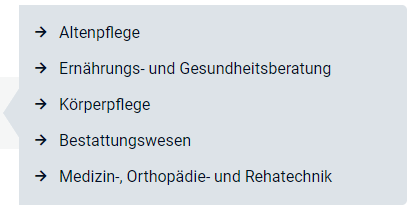 → Altenpflege
→ Ernährungs- und Gesundheitsberatung
→ Körperpflege
→ Bestattungswesen
→ Medizin-, Orthopädie- und Rehatechnik